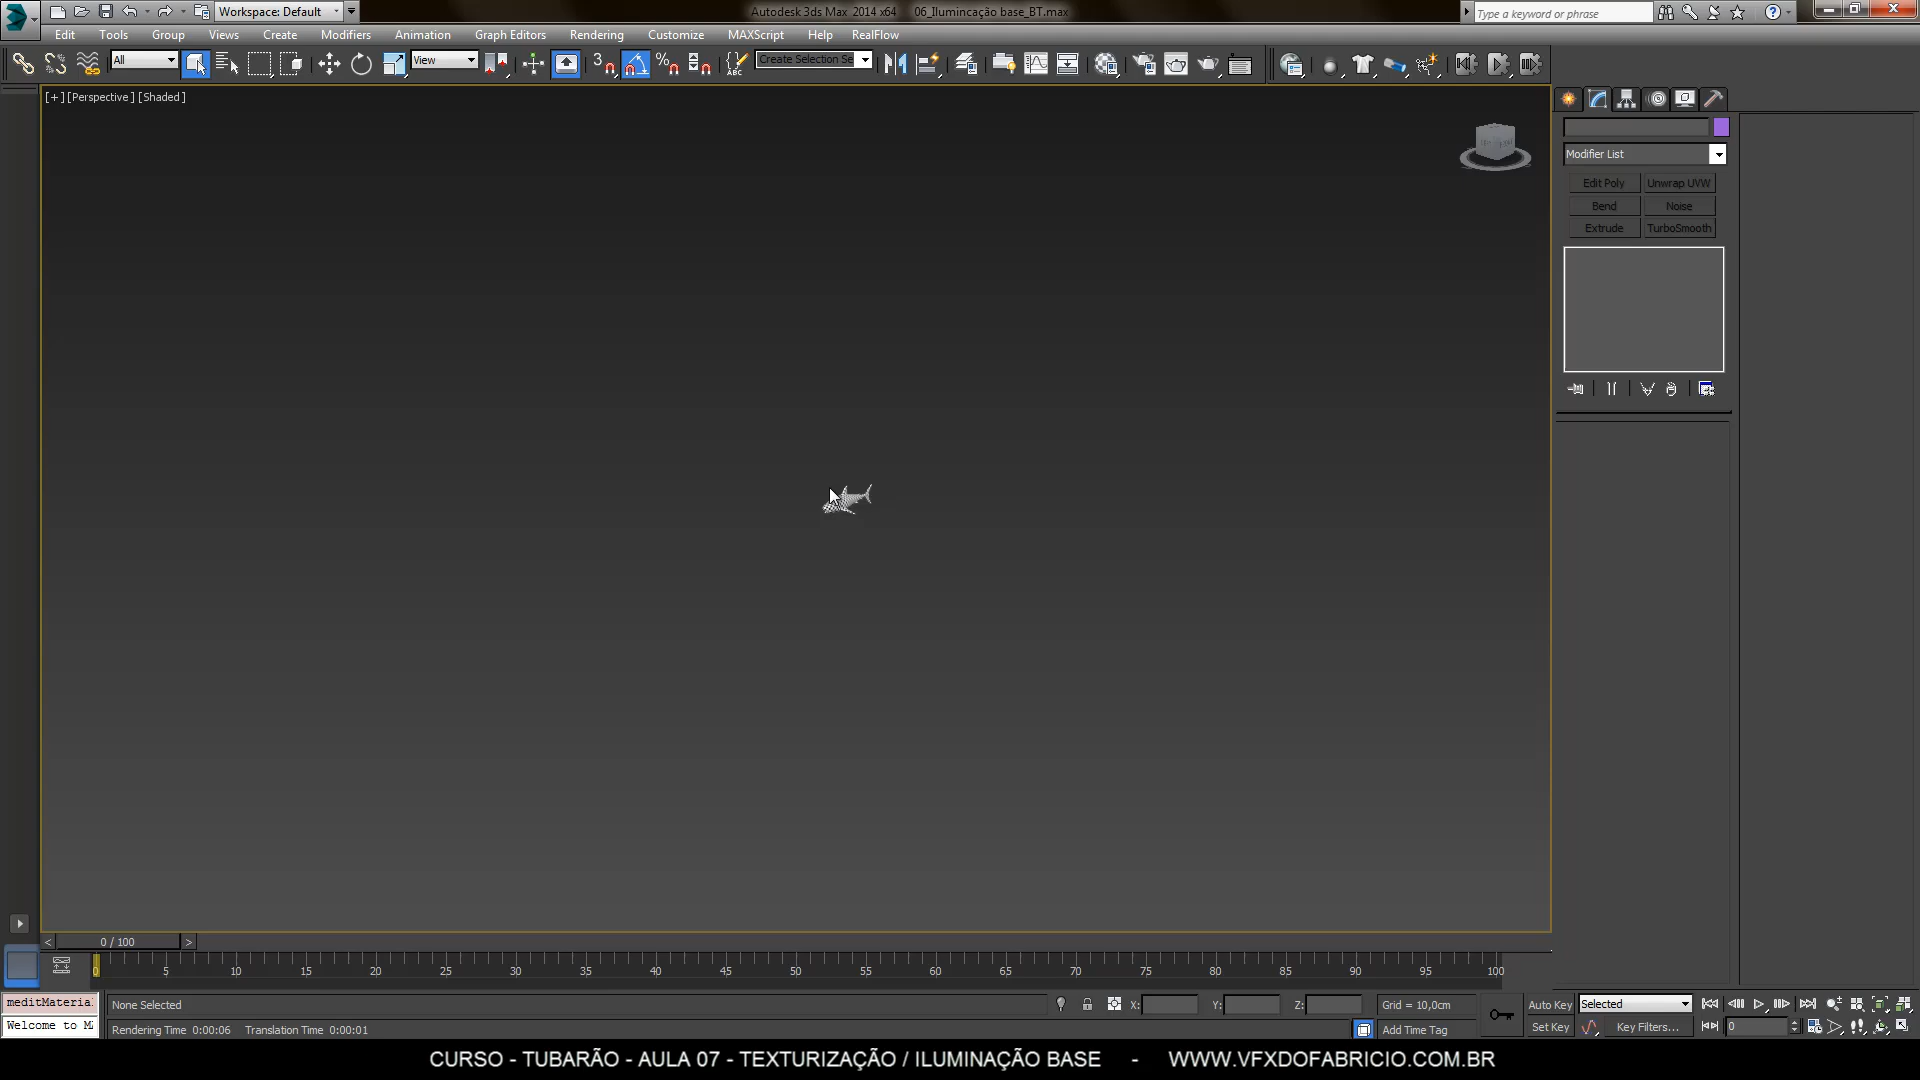 Workspace: Default
Autodesk 3ds Max 2014 x64 06_Ilumincação base_BT.max
Type a keyword or phrase
Edit Tools Group Views Create Modifiers Animation Graph Editors Rendering Customize MAXScript Help RealFlow
All
View
3
Create Selection Se
[+] [Perspective] [Shaded]
Modifier List
Edit Poly Unwrap UVW
Bend Noise
Extrude TurboSmooth
< 0 / 100 >
0 5 10 15 20 25 30 35 40 45 50 55 60 65 70 75 80 85 90 95 100
meditMaterial
None Selected
X: Y: Z:
Grid = 10,0cm
Auto Key
Selected
Welcome to M
Rendering Time 0:00:06 Translation Time 0:00:01
Add Time Tag
Set Key
Key Filters...
0
CURSO - TUBARÃO - AULA 07 - TEXTURIZAÇÃO / ILUMINAÇÃO BASE - WWW.VFXDOFABRICIO.COM.BR